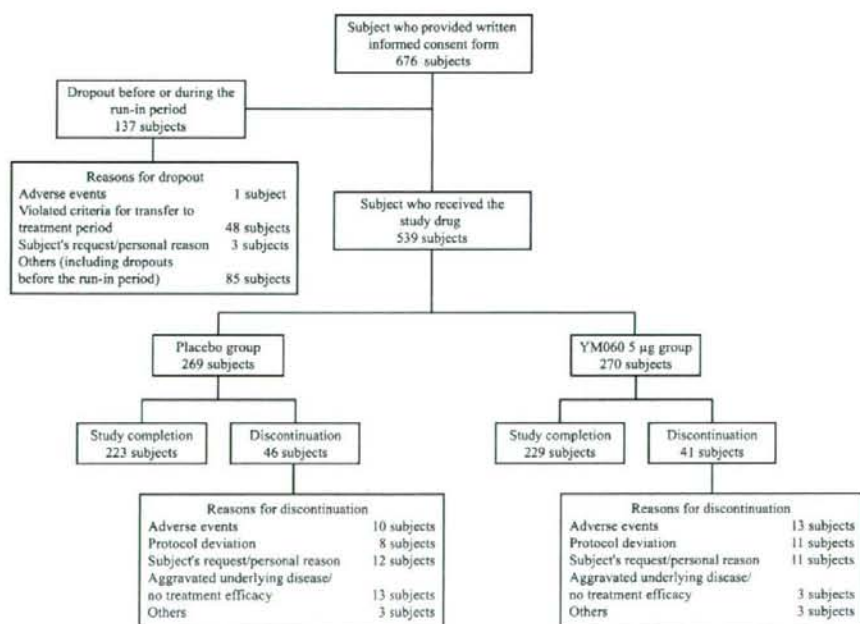 Subject who provided written
informed consent form
676 subjects
Dropout before or during the
run-in period
137 subjects
Reasons for dropout
Adverse events 1 subject
Violated criteria for transfer to
treatment period 48 subjects
Subject's request/personal reason 3 subjects
Others (including dropouts
before the run-in period) 85 subjects
Subject who received the
study drug
539 subjects
Placebo group
269 subjects
YM060 5 µg group
270 subjects
Study completion
223 subjects
Discontinuation
46 subjects
Study completion
229 subjects
Discontinuation
41 subjects
Reasons for discontinuation
Adverse events 10 subjects
Protocol deviation 8 subjects
Subject's request/personal reason 12 subjects
Aggravated underlying disease/
no treatment efficacy 13 subjects
Others 3 subjects
Reasons for discontinuation
Adverse events 13 subjects
Protocol deviation 11 subjects
Subject's request/personal reason 11 subjects
Aggravated underlying disease/
no treatment efficacy 3 subjects
Others 3 subjects